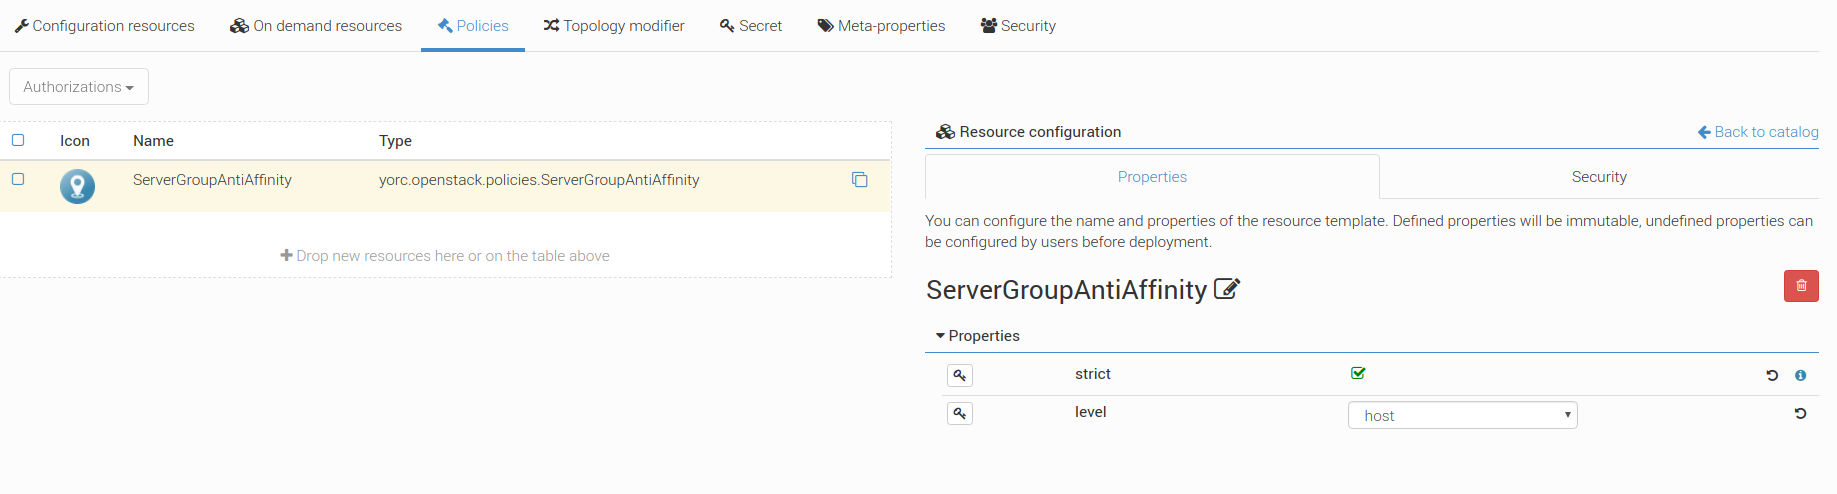 Configuration resources On demand resources Policies Topology modifier Secret Meta-properties Security
Authorizations
Icon Name Type
ServerGroupAntiAffinity yorc.openstack.policies.ServerGroupAntiAffinity
Drop new resources here or on the table above
Resource configuration Back to catalog
Properties Security
You can configure the name and properties of the resource template. Defined properties will be immutable, undefined properties can
be configured by users before deployment.
ServerGroupAntiAffinity
Properties
strict
level host